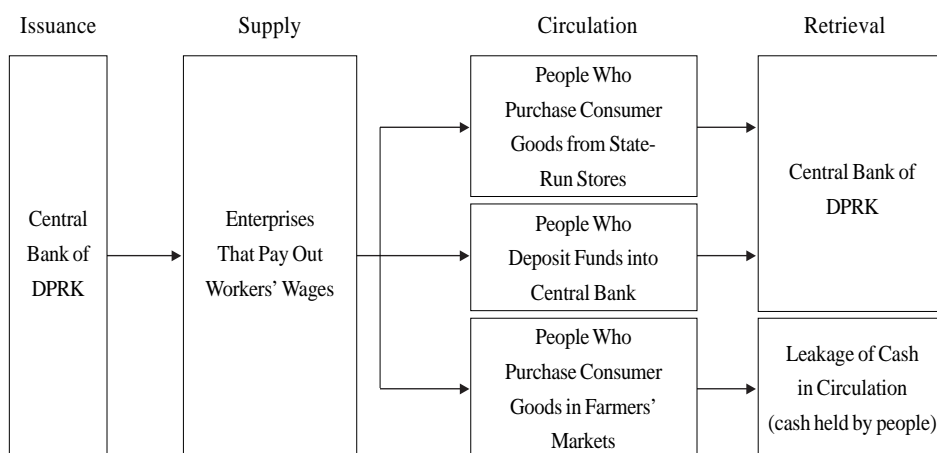 Issuance
Supply
Circulation
Retrieval
Central
Bank of
DPRK
Enterprises
That Pay Out
Workers’ Wages
People Who
Purchase Consumer
Goods from State-
Run Stores
People Who
Deposit Funds into
Central Bank
People Who
Purchase Consumer
Goods in Farmers’
Markets
Central Bank of
DPRK
Leakage of Cash
in Circulation
(cash held by people)